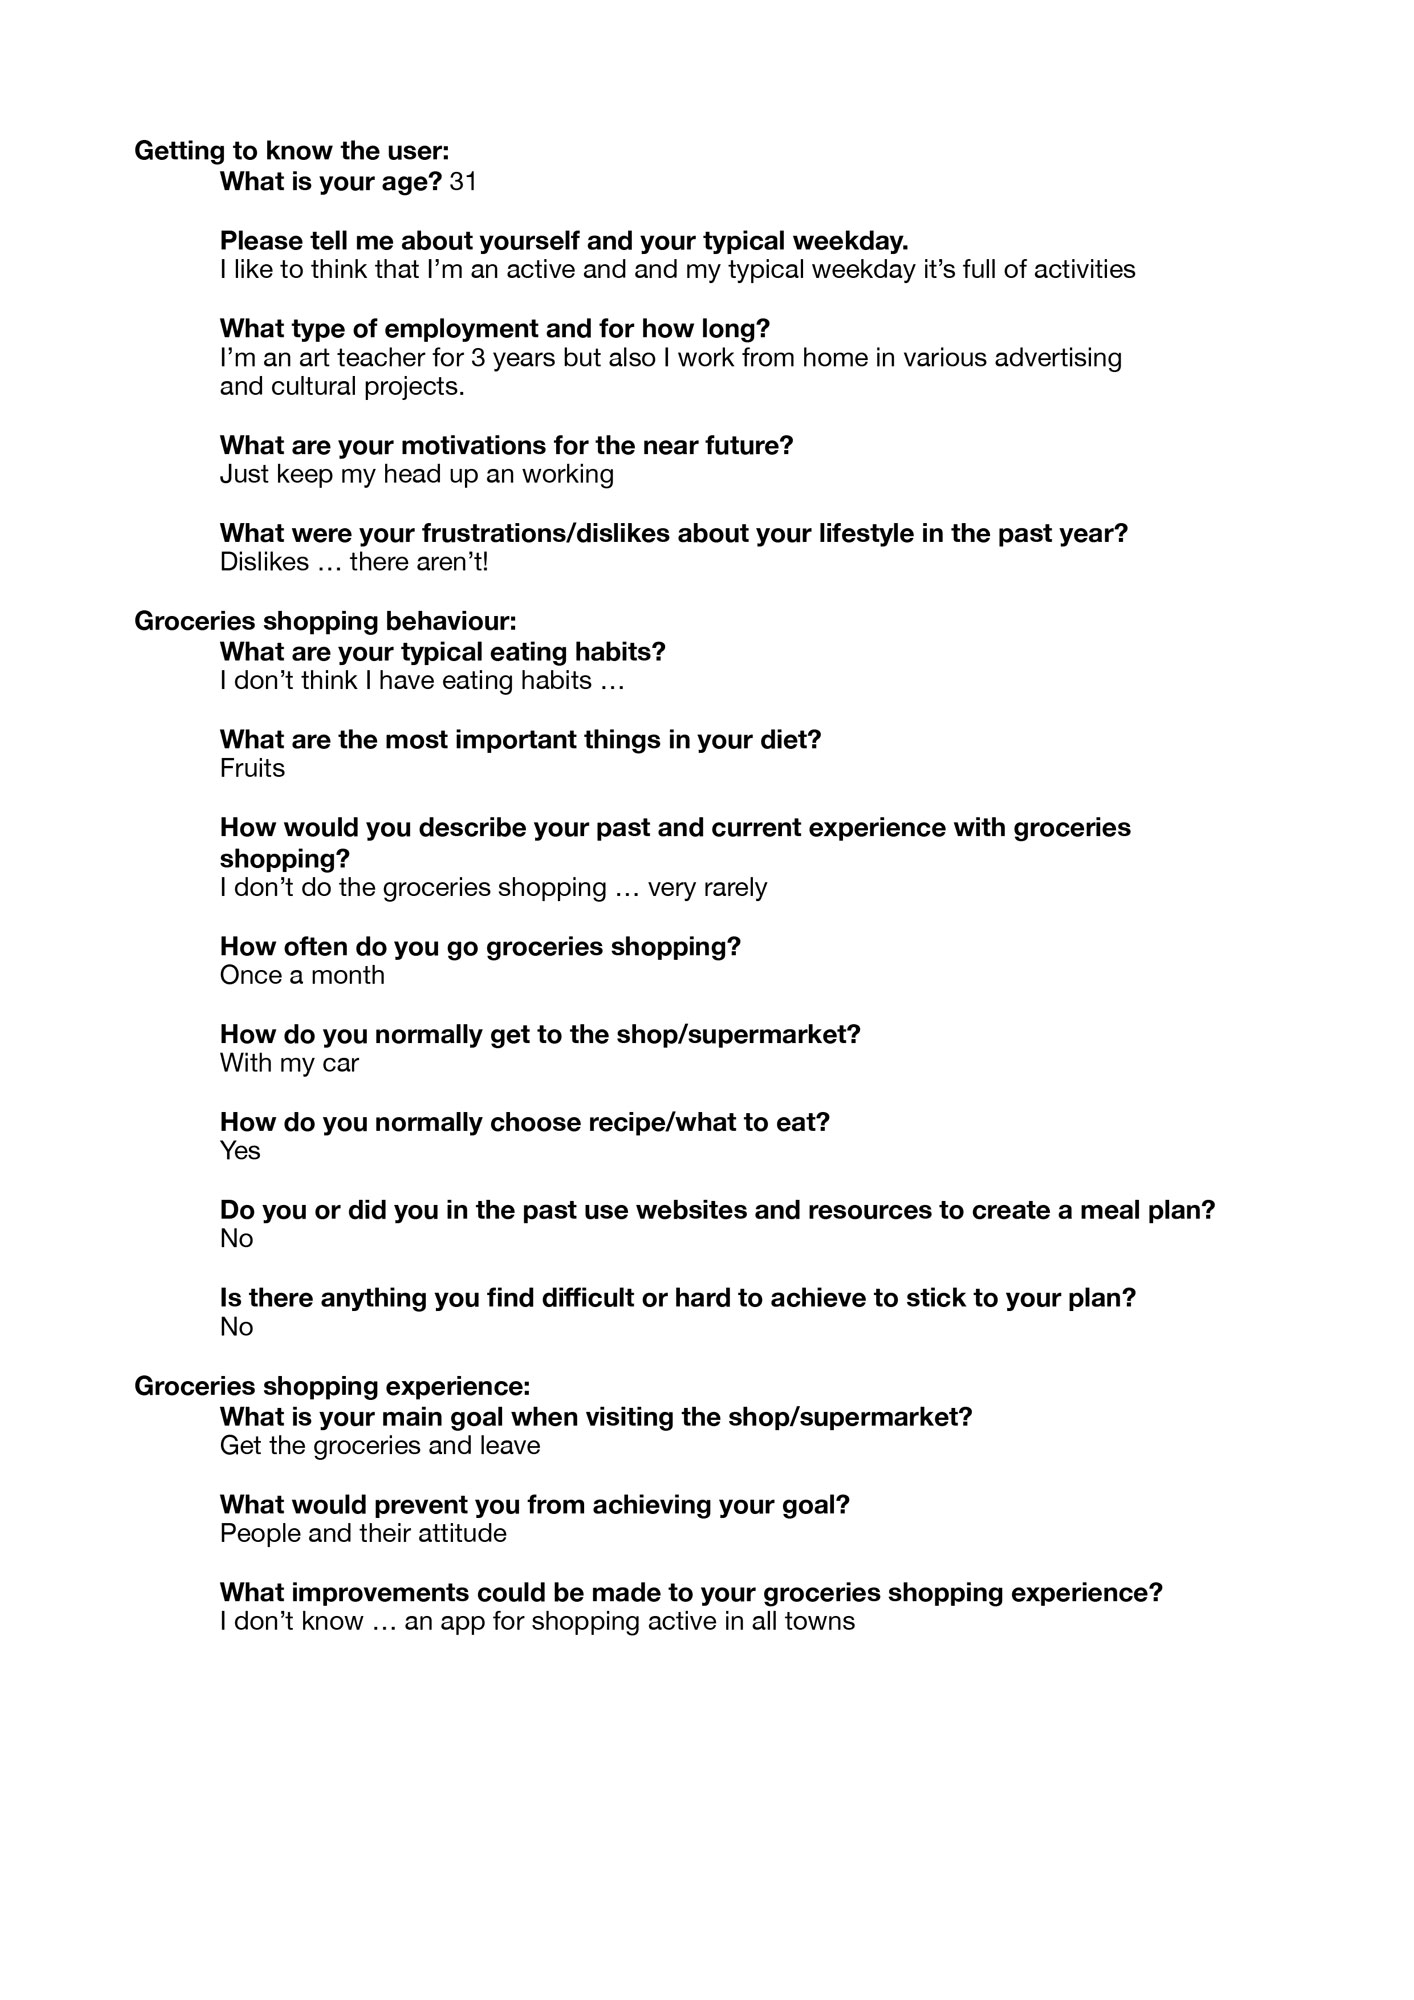 Getting to know the user:
What is your age? 31
Please tell me about yourself and your typical weekday.
I like to think that I’m an active and and my typical weekday it’s full of activities
What type of employment and for how long?
I’m an art teacher for 3 years but also I work from home in various advertising
and cultural projects.
What are your motivations for the near future?
Just keep my head up an working
What were your frustrations/dislikes about your lifestyle in the past year?
Dislikes … there aren’t!
Groceries shopping behaviour:
What are your typical eating habits?
I don’t think I have eating habits …
What are the most important things in your diet?
Fruits
How would you describe your past and current experience with groceries
shopping?
I don’t do the groceries shopping … very rarely
How often do you go groceries shopping?
Once a month
How do you normally get to the shop/supermarket?
With my car
How do you normally choose recipe/what to eat?
Yes
Do you or did you in the past use websites and resources to create a meal plan?
No
Is there anything you find difficult or hard to achieve to stick to your plan?
No
Groceries shopping experience:
What is your main goal when visiting the shop/supermarket?
Get the groceries and leave
What would prevent you from achieving your goal?
People and their attitude
What improvements could be made to your groceries shopping experience?
I don’t know … an app for shopping active in all towns